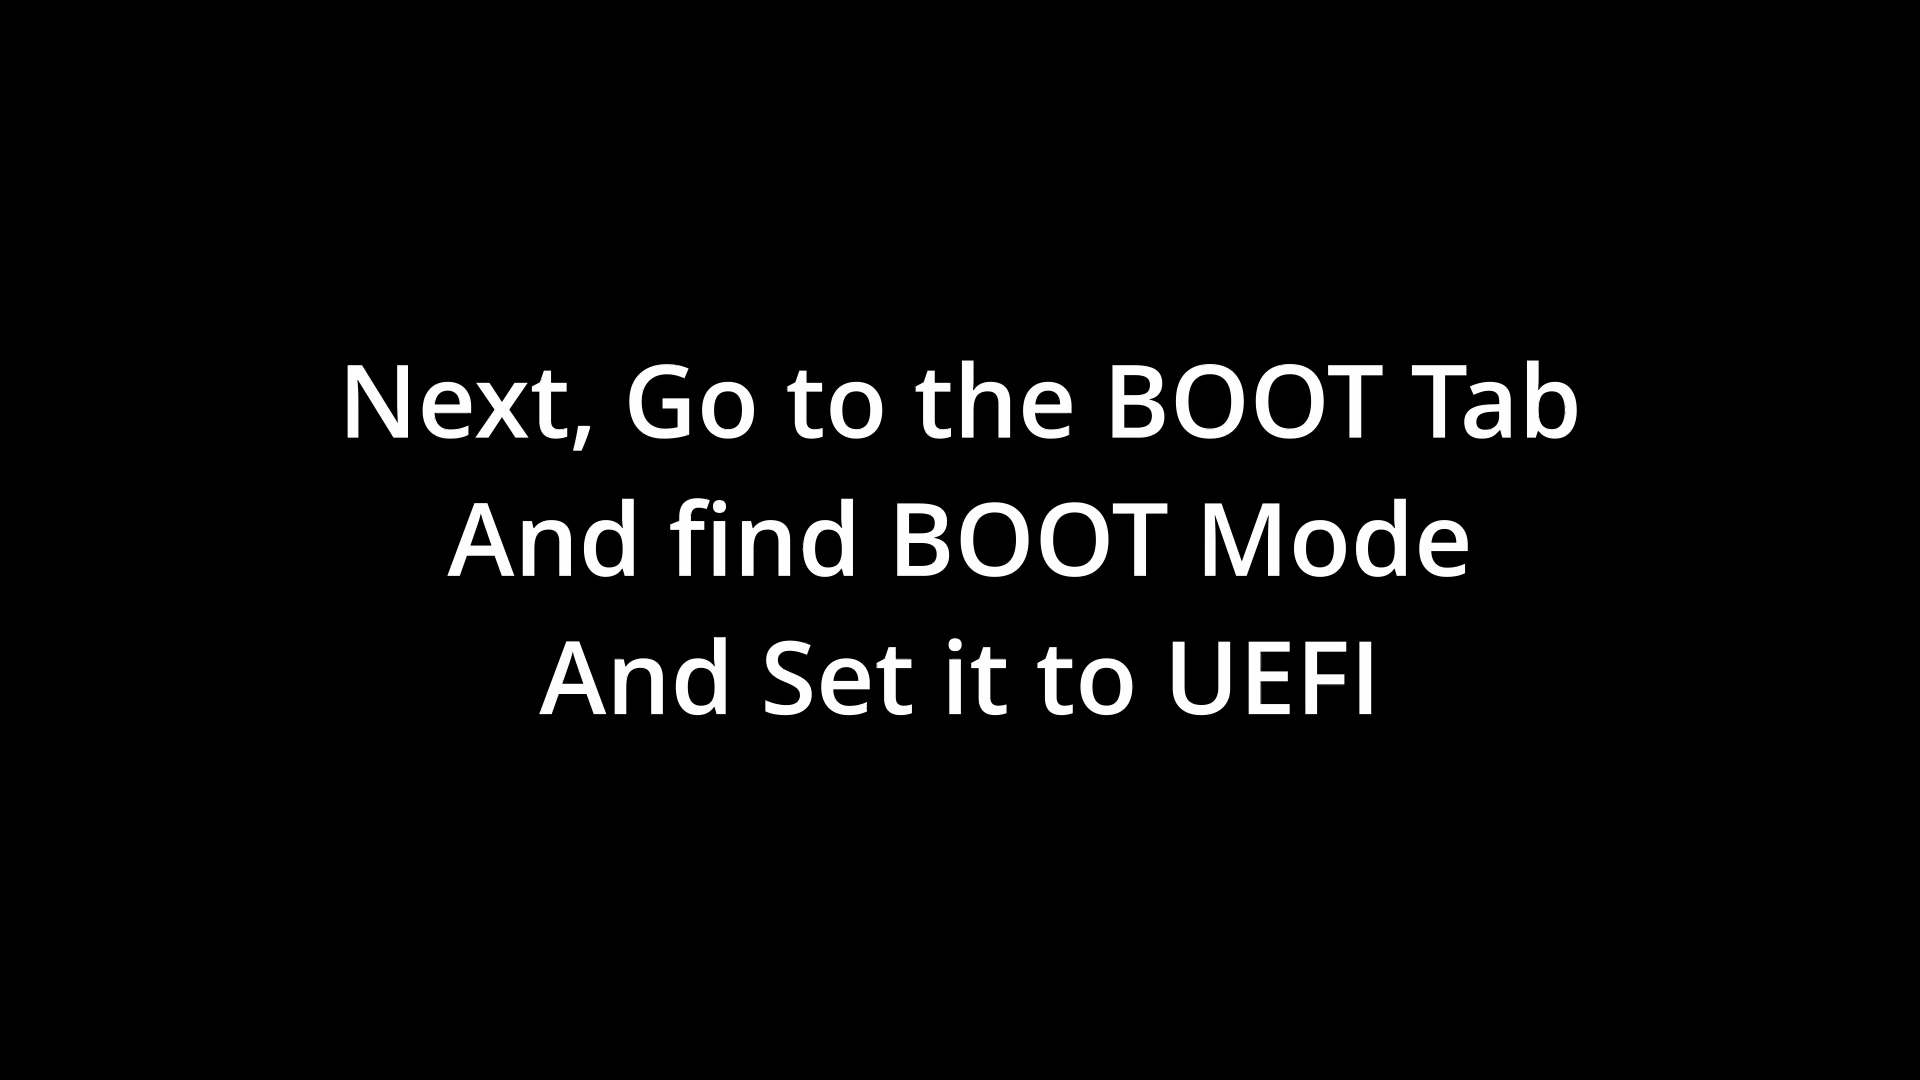 Next, Go to the BOOT Tab
And find BOOT Mode
And Set it to UEFI